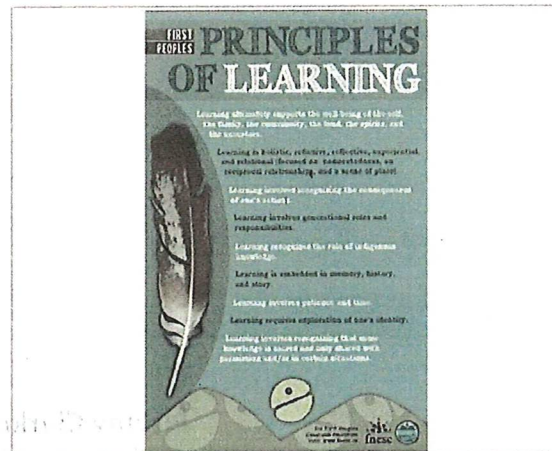 FIRST
PEOPLES
PRINCIPLES
OF LEARNING
Learning ultimately supports the well-being of the self,
the family, the community, the land, the spirits, and
the ancestors.
Learning is holistic, reflexive, reflective, experiential,
and relational (focused on connectedness, on
reciprocal relationships, and a sense of place).
Learning involves recognizing the consequences
of one's actions.
Learning involves generational roles and
responsibilities.
Learning recognizes the role of indigenous
knowledge.
Learning is embedded in memory, history,
and story.
Learning involves patience and time.
Learning requires exploration of one's identity.
Learning involves recognizing that some
knowledge is sacred and only shared with
permission and/or in certain situations.
For First Peoples
fnesc